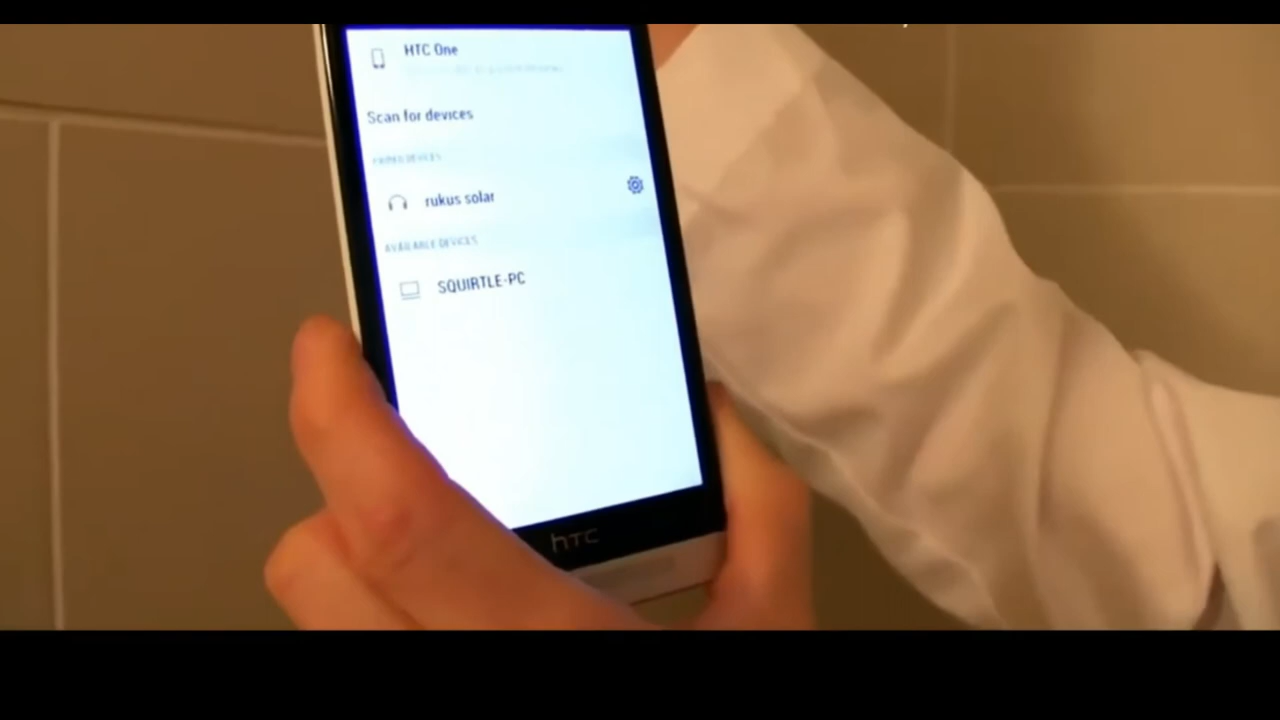 HTC One
Scan for devices
PAIRED DEVICES
rukus solar
AVAILABLE DEVICES
SQUIRTLE-PC
hTC